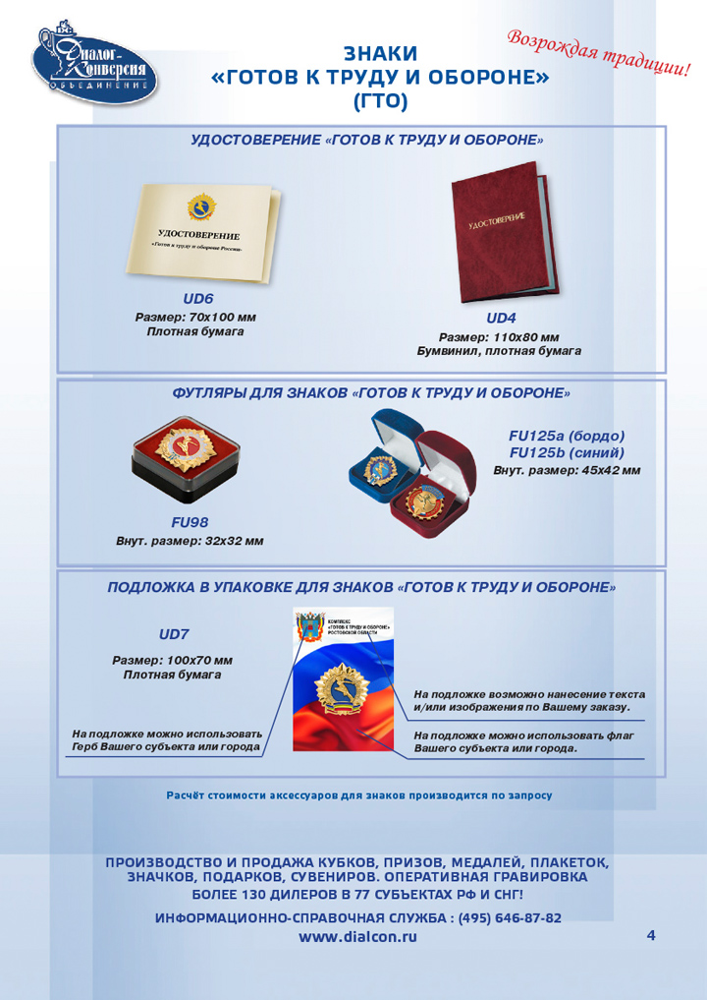 Диалог-
Конверсия
ОБЪЕДИНЕНИЕ
ЗНАКИ
«ГОТОВ К ТРУДУ И ОБОРОНЕ»
(ГТО)
Возрождая традиции!
УДОСТОВЕРЕНИЕ «ГОТОВ К ТРУДУ И ОБОРОНЕ»
УДОСТОВЕРЕНИЕ
«Готов к труду и обороне России»
UD6
Размер: 70х100 мм
Плотная бумага
УДОСТОВЕРЕНИЕ
UD4
Размер: 110х80 мм
Бумвинил, плотная бумага
ФУТЛЯРЫ ДЛЯ ЗНАКОВ «ГОТОВ К ТРУДУ И ОБОРОНЕ»
FU98
Внут. размер: 32х32 мм
FU125a (бордо)
FU125b (синий)
Внут. размер: 45х42 мм
ПОДЛОЖКА В УПАКОВКЕ ДЛЯ ЗНАКОВ «ГОТОВ К ТРУДУ И ОБОРОНЕ»
UD7
Размер: 100х70 мм
Плотная бумага
КОМПЛЕКС
«ГОТОВ К ТРУДУ И ОБОРОНЕ»
РОСТОВСКОЙ ОБЛАСТИ
На подложке можно использовать
Герб Вашего субъекта или города
На подложке возможно нанесение текста
и/или изображения по Вашему заказу.
На подложке можно использовать флаг
Вашего субъекта или города.
Расчёт стоимости аксессуаров для знаков производится по запросу
ПРОИЗВОДСТВО И ПРОДАЖА КУБКОВ, ПРИЗОВ, МЕДАЛЕЙ, ПЛАКЕТОК,
ЗНАЧКОВ, ПОДАРКОВ, СУВЕНИРОВ. ОПЕРАТИВНАЯ ГРАВИРОВКА
БОЛЕЕ 130 ДИЛЕРОВ В 77 СУБЪЕКТАХ РФ И СНГ!
ИНФОРМАЦИОННО-СПРАВОЧНАЯ СЛУЖБА : (495) 646-87-82
www.dialcon.ru
4